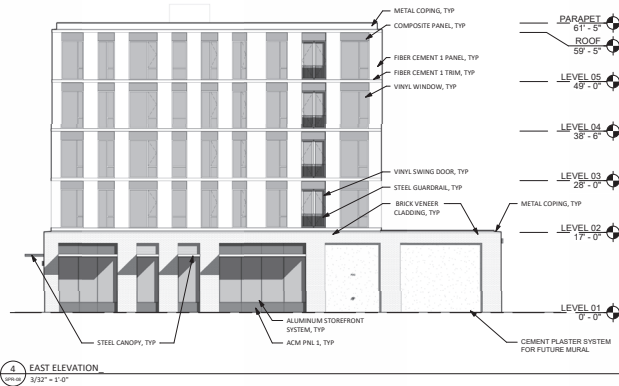 METAL COPING, TYP
COMPOSITE PANEL, TYP
FIBER CEMENT 1 PANEL, TYP
FIBER CEMENT 1 TRIM, TYP
VINYL WINDOW, TYP
VINYL SWING DOOR, TYP
STEEL GUARDRAIL, TYP
BRICK VENEER
CLADDING, TYP
METAL COPING, TYP
PARAPET
61' - 5"
ROOF
59' - 5"
LEVEL 05
49' - 0"
LEVEL 04
38' - 6"
LEVEL 03
28' - 0"
LEVEL 02
17' - 0"
LEVEL 01
0' - 0"
STEEL CANOPY, TYP
ALUMINUM STOREFRONT
SYSTEM, TYP
ACM PNL 1, TYP
CEMENT PLASTER SYSTEM
FOR FUTURE MURAL
4
SPR-08
EAST ELEVATION_
3/32" = 1'-0"